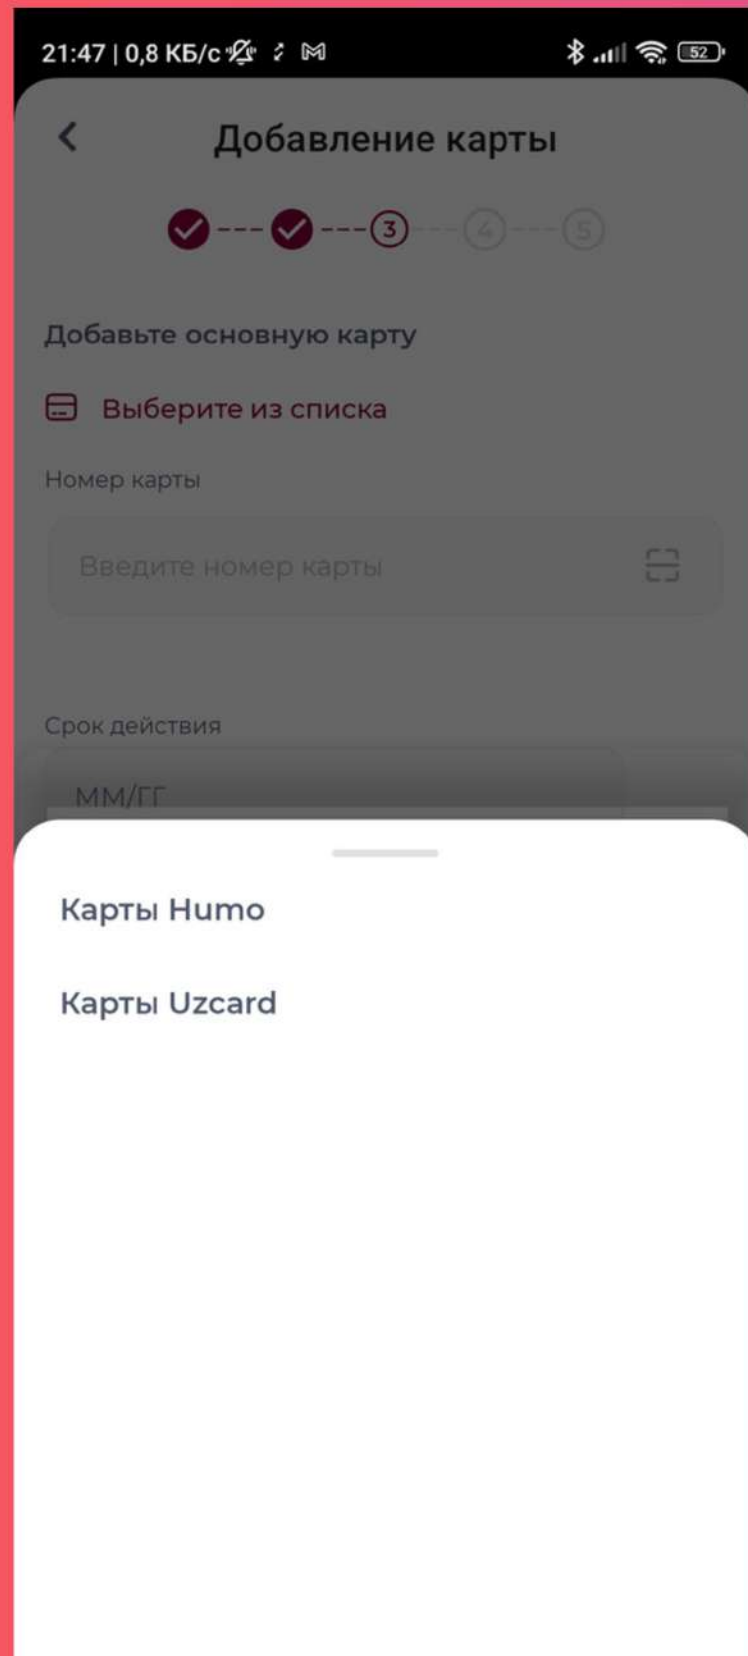 21:47 | 0,8 КБ/с 52
Добавление карты
3 4 5
Добавьте основную карту
Выберите из списка
Номер карты
Введите номер карты
Срок действия
ММ/ГГ
Карты Humo
Карты Uzcard